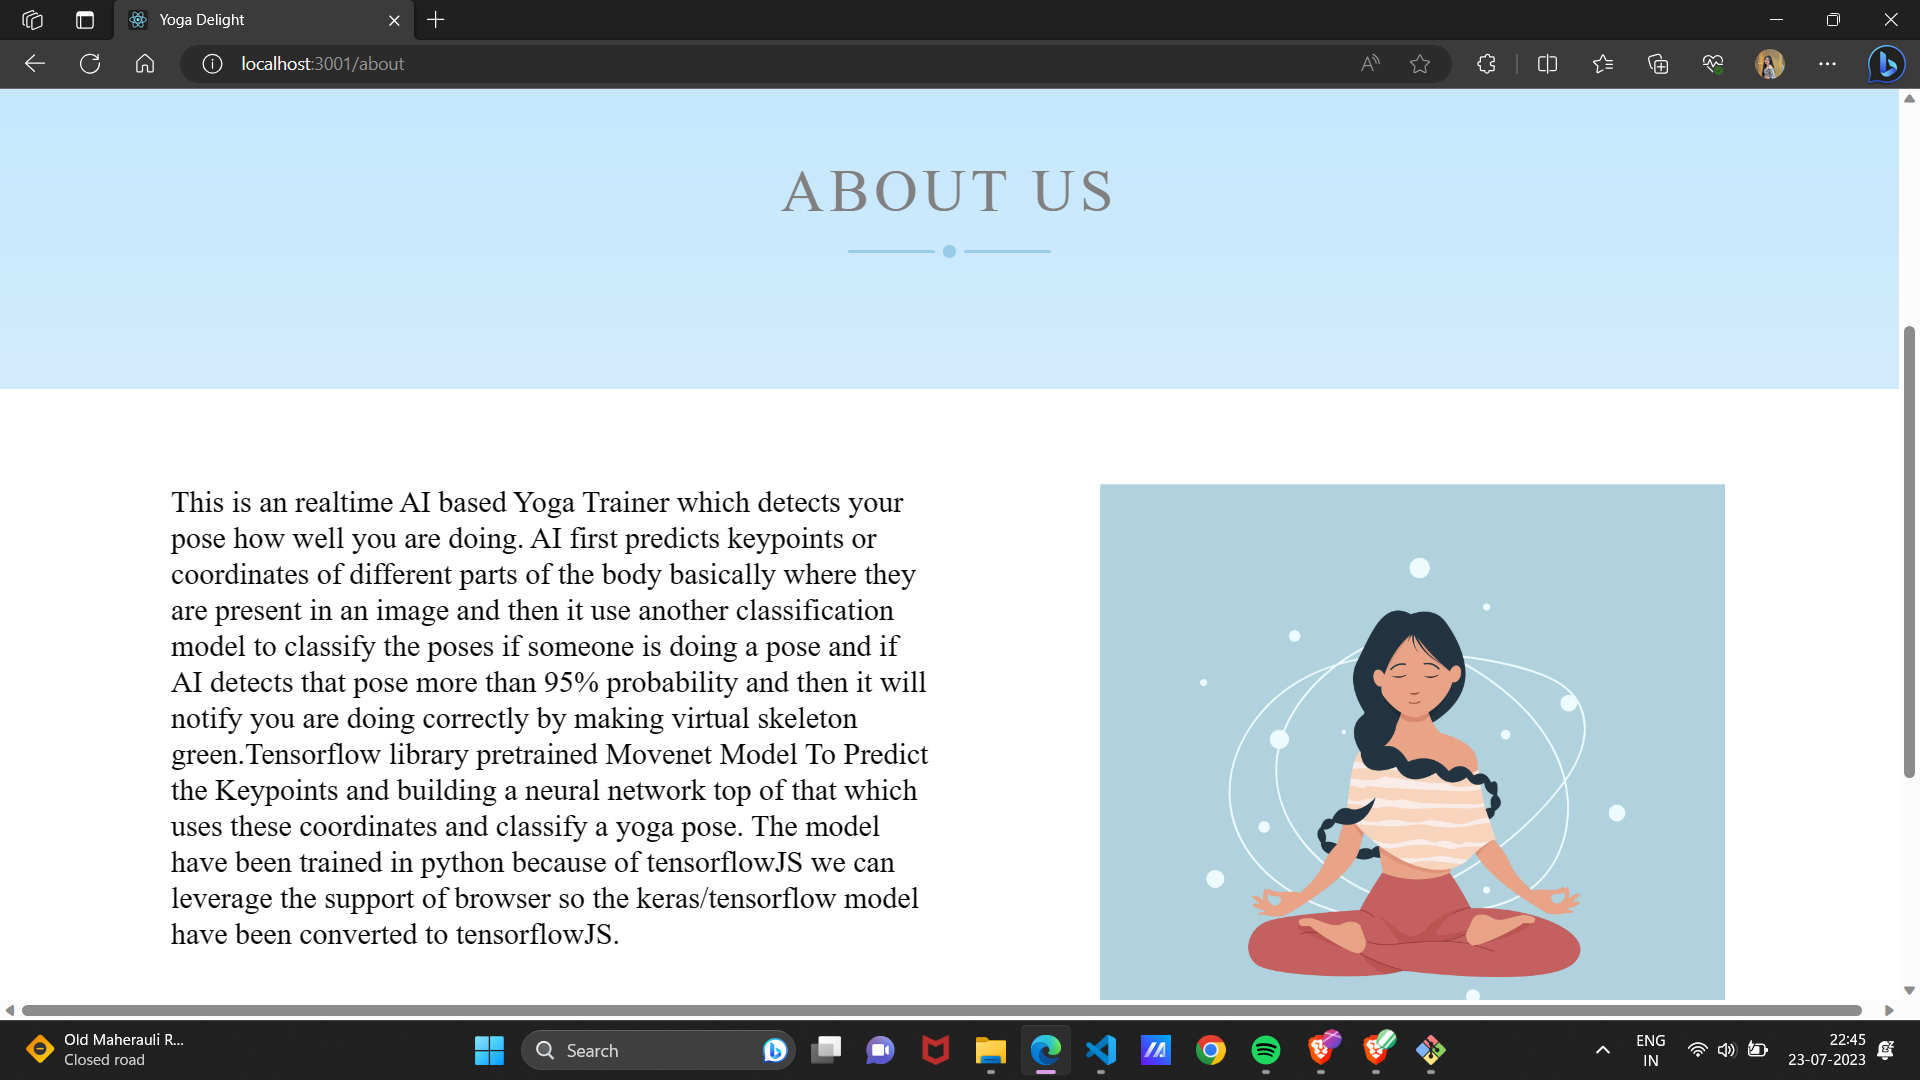 Yoga Delight
localhost:3001/about
ABOUT US
This is an realtime AI based Yoga Trainer which detects your
pose how well you are doing. AI first predicts keypoints or
coordinates of different parts of the body basically where they
are present in an image and then it use another classification
model to classify the poses if someone is doing a pose and if
AI detects that pose more than 95% probability and then it will
notify you are doing correctly by making virtual skeleton
green.Tensorflow library pretrained Movenet Model To Predict
the Keypoints and building a neural network top of that which
uses these coordinates and classify a yoga pose. The model
have been trained in python because of tensorflowJS we can
leverage the support of browser so the keras/tensorflow model
have been converted to tensorflowJS.
Old Maherauli R...
Closed road
Search
ENG
IN
22:45
23-07-2023